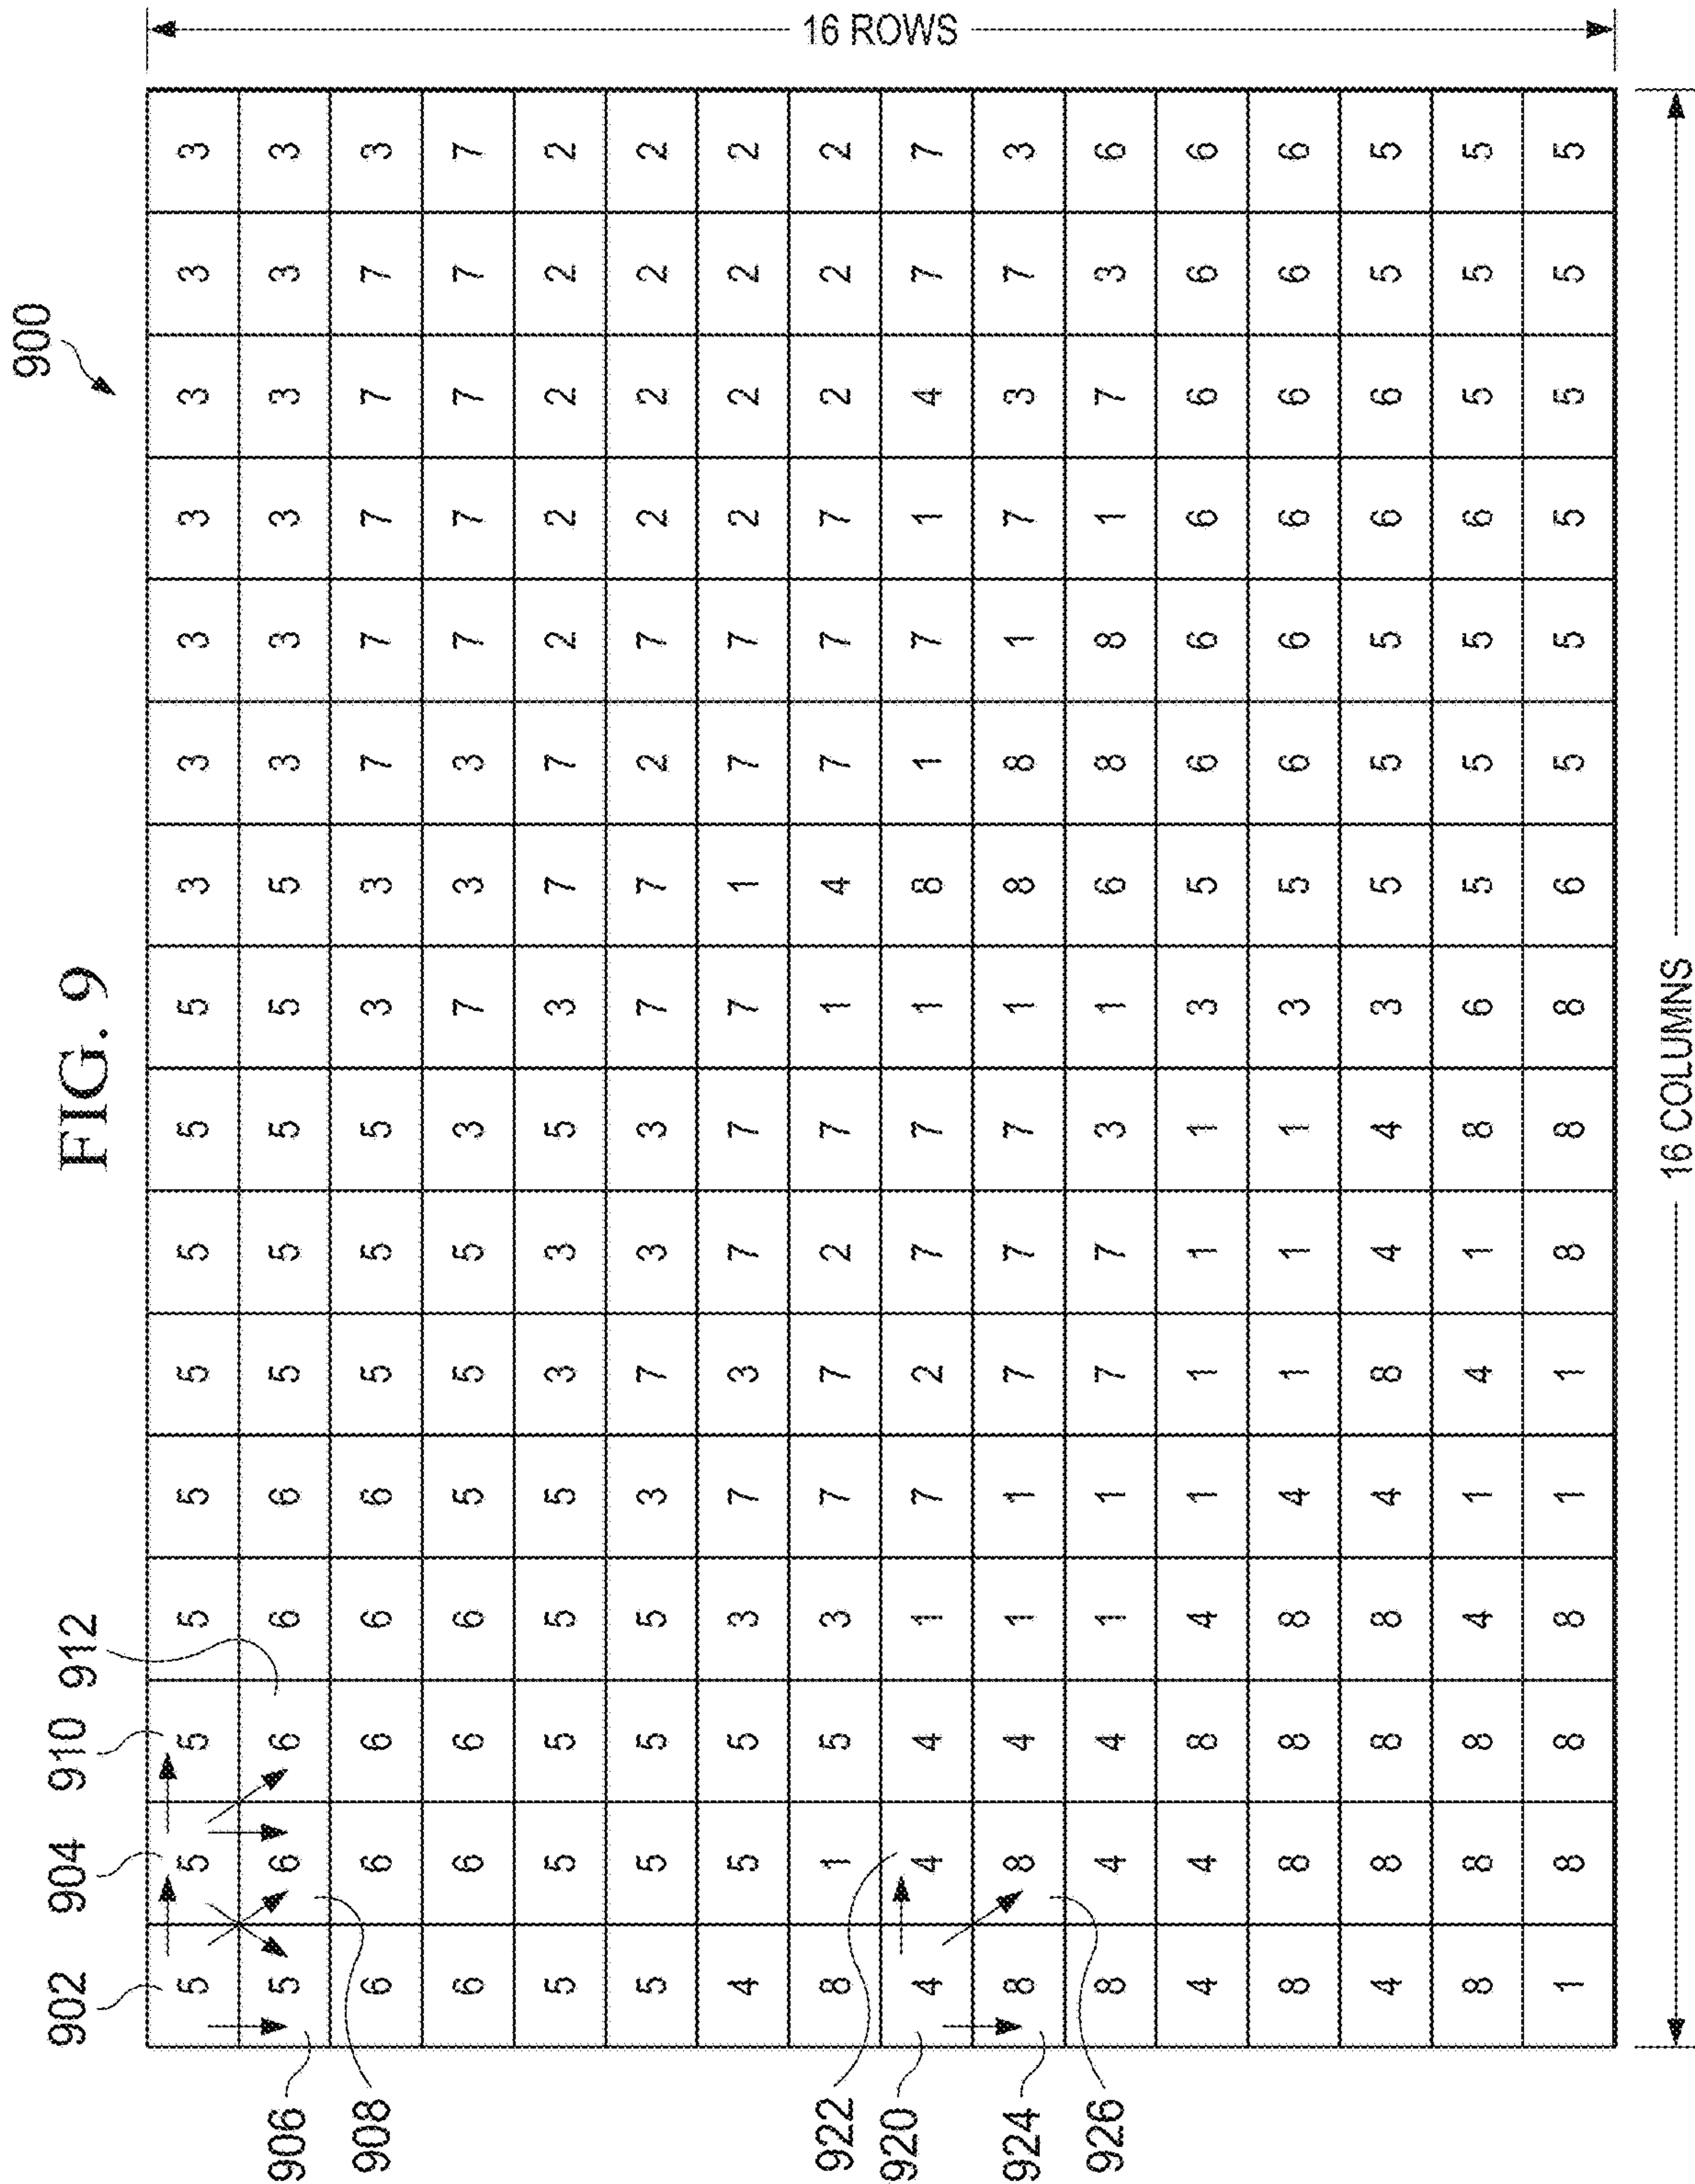 FIG. 9
900
902 904 910 912
5 5 5 5 5 5 5 5 5 3 3 3 3 3 3 3
906 5 6 6 6 6 5 5 5 5 5 3 3 3 3 3 3
908 6 6 6 6 6 5 5 5 3 3 7 7 7 7 7 3
6 6 6 6 5 5 5 3 7 3 3 7 7 7 7 7
5 5 5 5 5 3 3 5 3 7 7 2 2 2 2 2
5 5 5 5 3 7 3 3 7 7 2 7 2 2 2 2
4 5 5 3 7 3 7 7 7 1 7 7 2 2 2 2
922 8 1 5 3 7 7 2 7 1 4 7 7 7 2 2 2
920 4 4 4 1 7 2 7 7 1 8 1 7 1 4 7 7
924 8 8 4 1 1 7 7 7 1 8 8 1 7 3 7 3
926 8 4 4 1 1 7 7 3 1 6 8 8 1 7 3 6
4 4 8 4 1 1 1 1 3 5 6 6 6 6 6 6
8 8 8 8 4 1 1 1 3 5 6 6 6 6 6 6
4 8 8 8 4 8 4 4 3 5 5 5 6 6 5 5
8 8 8 4 1 4 1 8 6 5 5 5 6 5 5 5
1 8 8 8 1 1 8 8 8 6 5 5 5 5 5 5
16 ROWS
16 COLUMNS